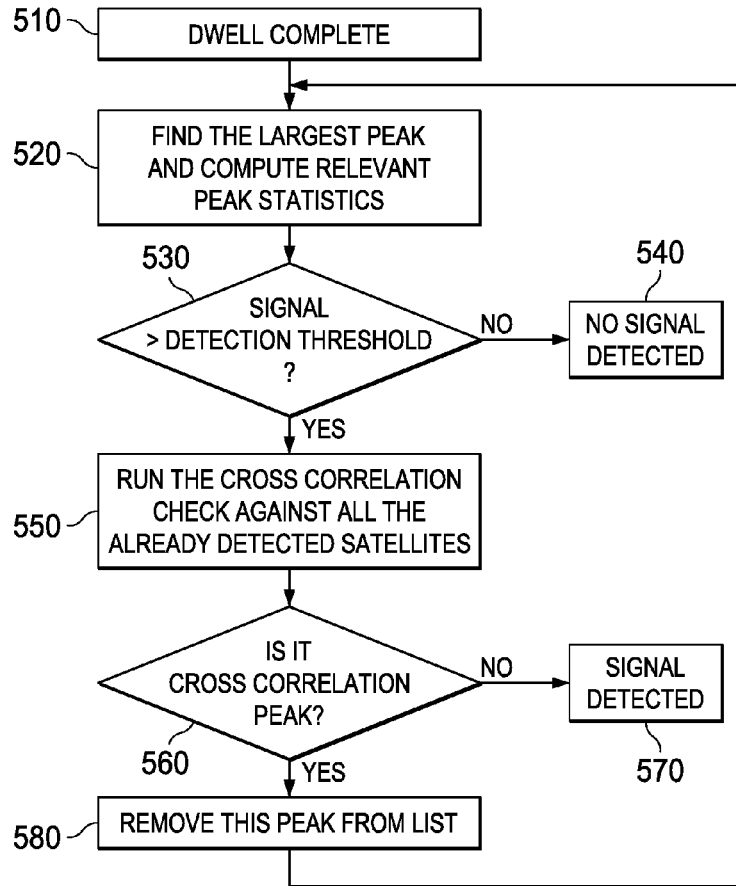 510
DWELL COMPLETE
520
FIND THE LARGEST PEAK
AND COMPUTE RELEVANT
PEAK STATISTICS
530
SIGNAL
> DETECTION THRESHOLD
?
NO
540
NO SIGNAL
DETECTED
YES
550
RUN THE CROSS CORRELATION
CHECK AGAINST ALL THE
ALREADY DETECTED SATELLITES
IS IT
CROSS CORRELATION
PEAK?
560
NO
SIGNAL
DETECTED
570
YES
580
REMOVE THIS PEAK FROM LIST